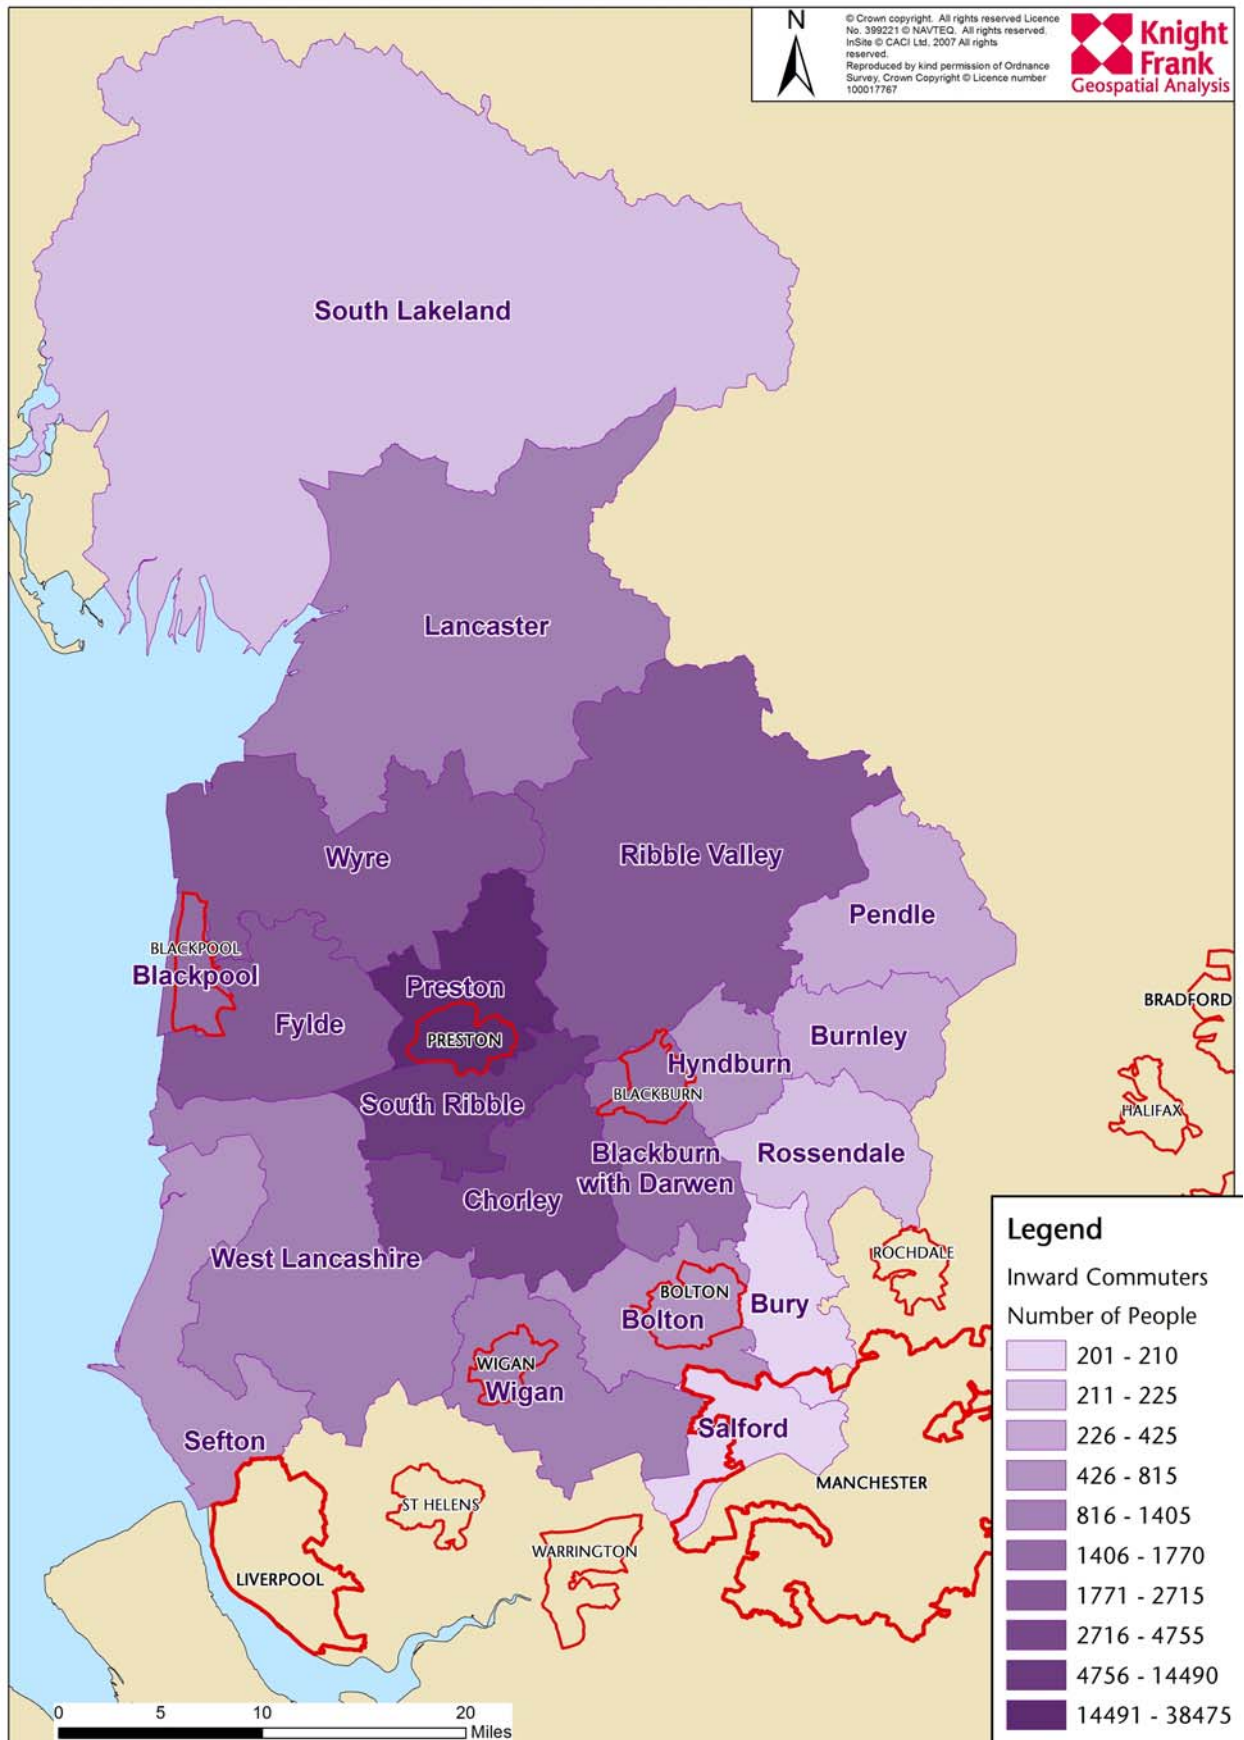 N
© Crown copyright. All rights reserved Licence
No. 399221 © NAVTEQ. All rights reserved.
InSite © CACI Ltd, 2007 All rights
reserved.
Reproduced by kind permission of Ordnance
Survey, Crown Copyright © Licence number
100017767
Knight
Frank
Geospatial Analysis
South Lakeland
Lancaster
Wyre
Ribble Valley
Pendle
BLACKPOOL
Blackpool
Preston
Fylde
PRESTON
BRADFORD
Burnley
Hyndburn
BLACKBURN
South Ribble
HALIFAX
Blackburn
with Darwen
Rossendale
Chorley
West Lancashire
ROCHDALE
BOLTON
Bolton
Bury
WIGAN
Wigan
Sefton
Salford
MANCHESTER
ST HELENS
WARRINGTON
LIVERPOOL
Legend
Inward Commuters
Number of People
201 - 210
211 - 225
226 - 425
426 - 815
816 - 1405
1406 - 1770
1771 - 2715
2716 - 4755
4756 - 14490
14491 - 38475
0 5 10 20
Miles